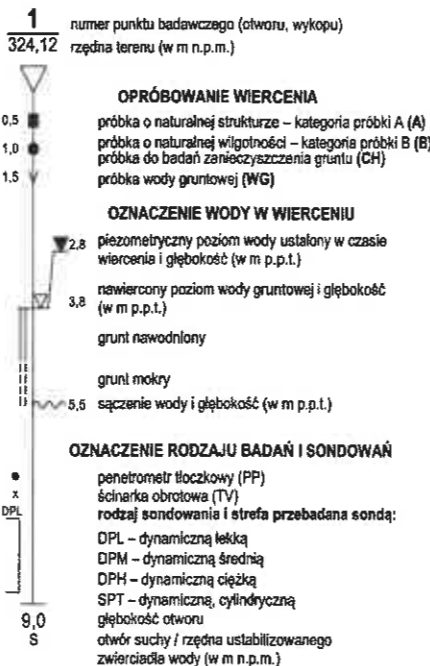 1 numer punktu badawczego (otworu, wykopu)
324,12 rzędna terenu (w m n.p.m.)
OPRÓBOWANIE WIERCENIA
0,5 próbka o naturalnej strukturze – kategoria próbki A (A)
1,0 próbka o naturalnej wilgotności – kategoria próbki B (B)
próbka do badań zanieczyszczenia gruntu (CH)
1,5 próbka wody gruntowej (WG)
OZNACZENIE WODY W WIERCENIU
2,8 piezometryczny poziom wody ustalony w czasie
wiercenia i głębokość (w m p.p.t.)
nawiercony poziom wody gruntowej i głębokość
3,8 (w m p.p.t.)
grunt nawodniony
grunt mokry
5,5 sączenie wody i głębokość (w m p.p.t.)
OZNACZENIE RODZAJU BADAŃ I SONDOWAŃ
penetrometr tłoczkowy (PP)
x ścinarka obrotowa (TV)
DPL rodzaj sondowania i strefa przebadana sondą:
DPL – dynamiczną lekką
DPM – dynamiczną średnią
DPH – dynamiczną ciężką
SPT – dynamiczną, cylindryczną
9,0 głębokość otworu
S otwór suchy / rzędna ustabilizowanego
zwierciadła wody (w m n.p.m.)